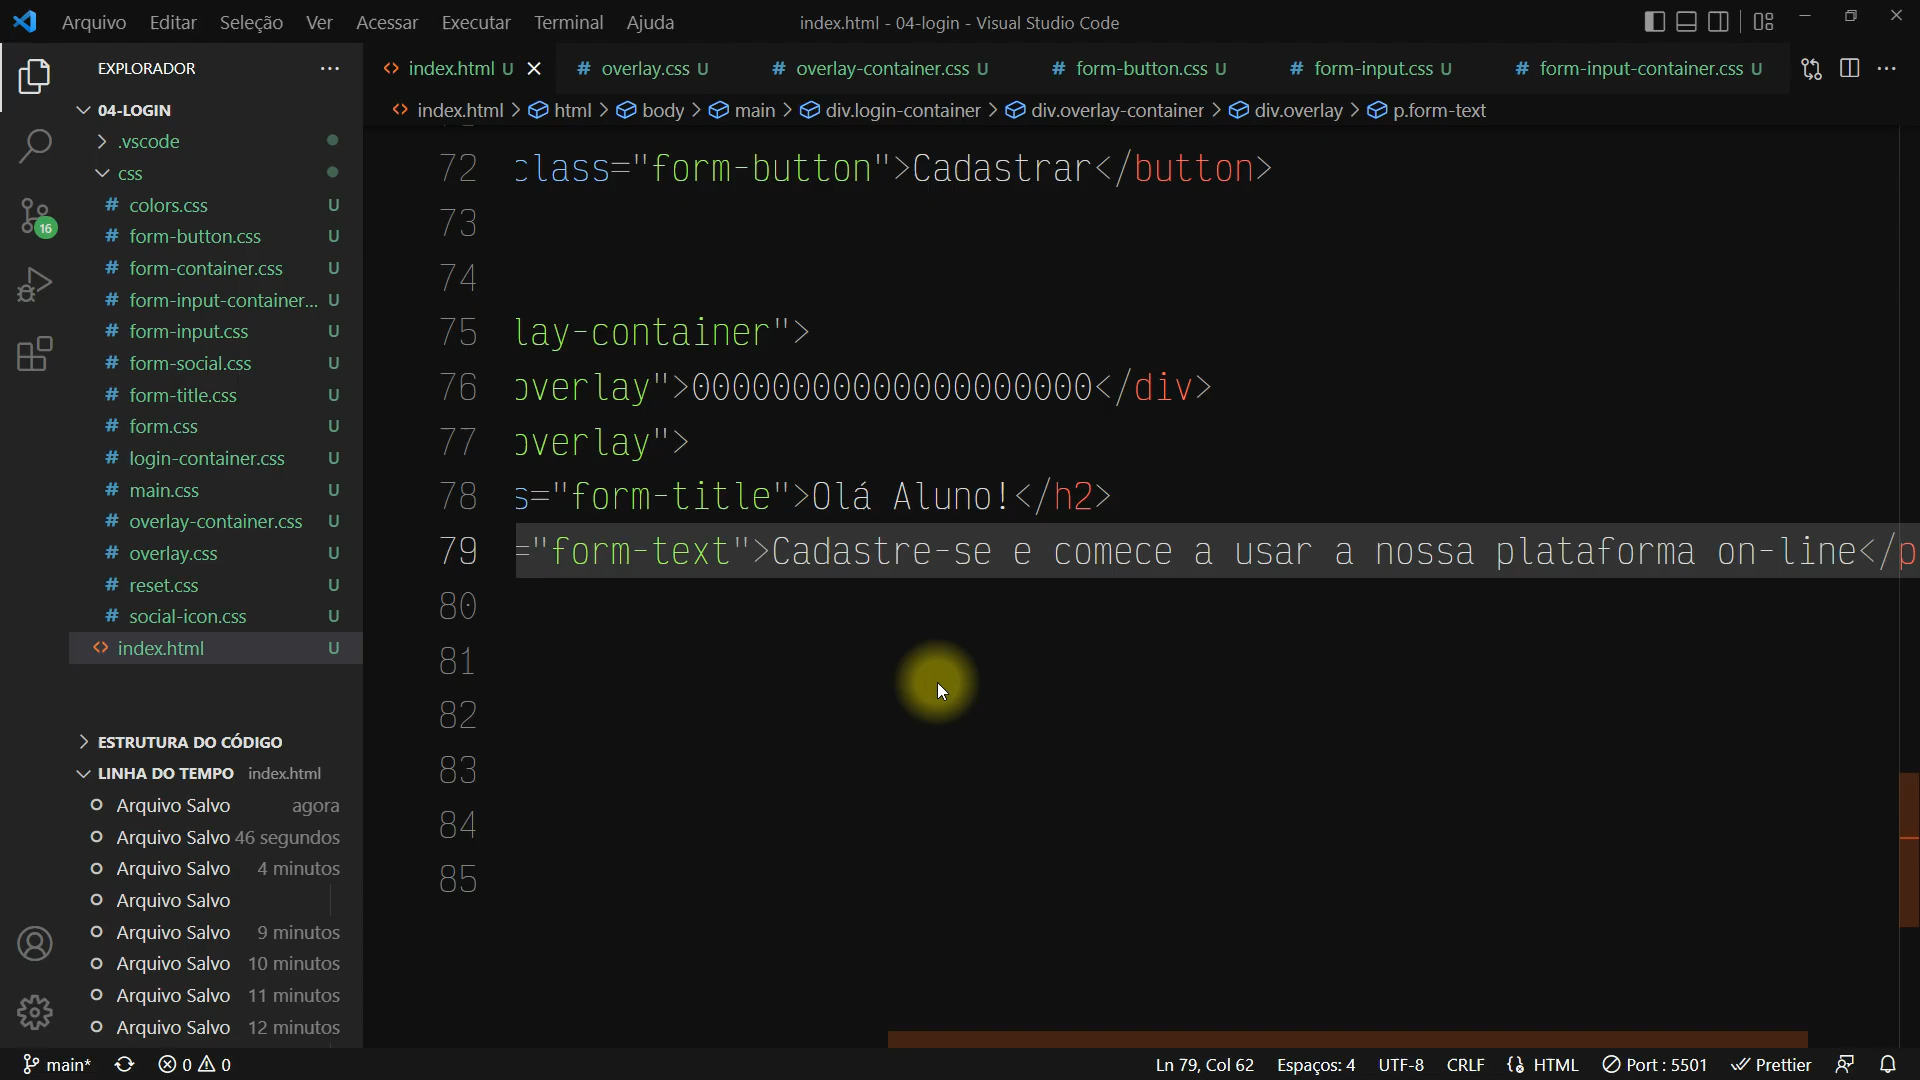 Arquivo Editar Seleção Ver Acessar Executar Terminal Ajuda
index.html - 04-login - Visual Studio Code
EXPLORADOR
index.html U
# overlay.css U
# overlay-container.css U
# form-button.css U
# form-input.css U
# form-input-container.css U
index.html > html > body > main > div.login-container > div.overlay-container > div.overlay > p.form-text
04-LOGIN
.vscode
css
# colors.css U
# form-button.css U
# form-container.css U
# form-input-container... U
# form-input.css U
# form-social.css U
# form-title.css U
# form.css U
# login-container.css U
# main.css U
# overlay-container.css U
# overlay.css U
# reset.css U
# social-icon.css U
index.html U
16
72 class="form-button">Cadastrar</button>
73
74
75 lay-container">
76 overlay">00000000000000000000</div>
77 overlay">
78 s="form-title">Olá Aluno!</h2>
79 ="form-text">Cadastre-se e comece a usar a nossa plataforma on-line</p
80
81
82
83
84
85
ESTRUTURA DO CÓDIGO
LINHA DO TEMPO index.html
Arquivo Salvo agora
Arquivo Salvo 46 segundos
Arquivo Salvo 4 minutos
Arquivo Salvo
Arquivo Salvo 9 minutos
Arquivo Salvo 10 minutos
Arquivo Salvo 11 minutos
Arquivo Salvo 12 minutos
main* 0 0
Ln 79, Col 62 Espaços: 4 UTF-8 CRLF HTML Port : 5501 Prettier